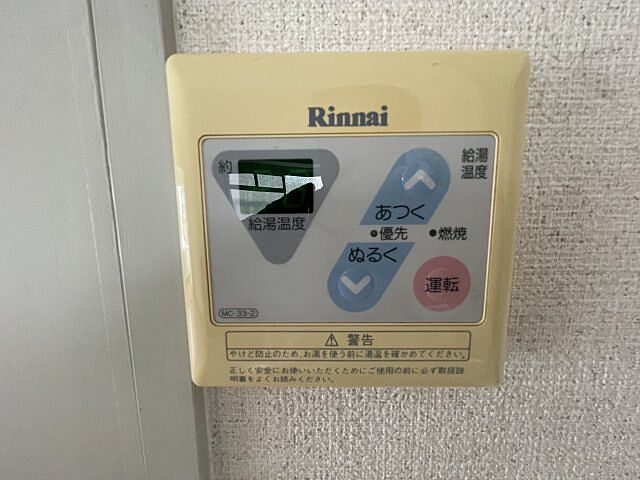 Rinnai
約
給湯温度
給湯
温度
あつく
優先
燃焼
ぬるく
運転
MC-33-2
⚠ 警告
やけど防止のため、お湯を使う前に湯温を確かめてください。
正しく安全にお使いいただくためにご使用の前に必ず取扱説
明書をよくお読みください。